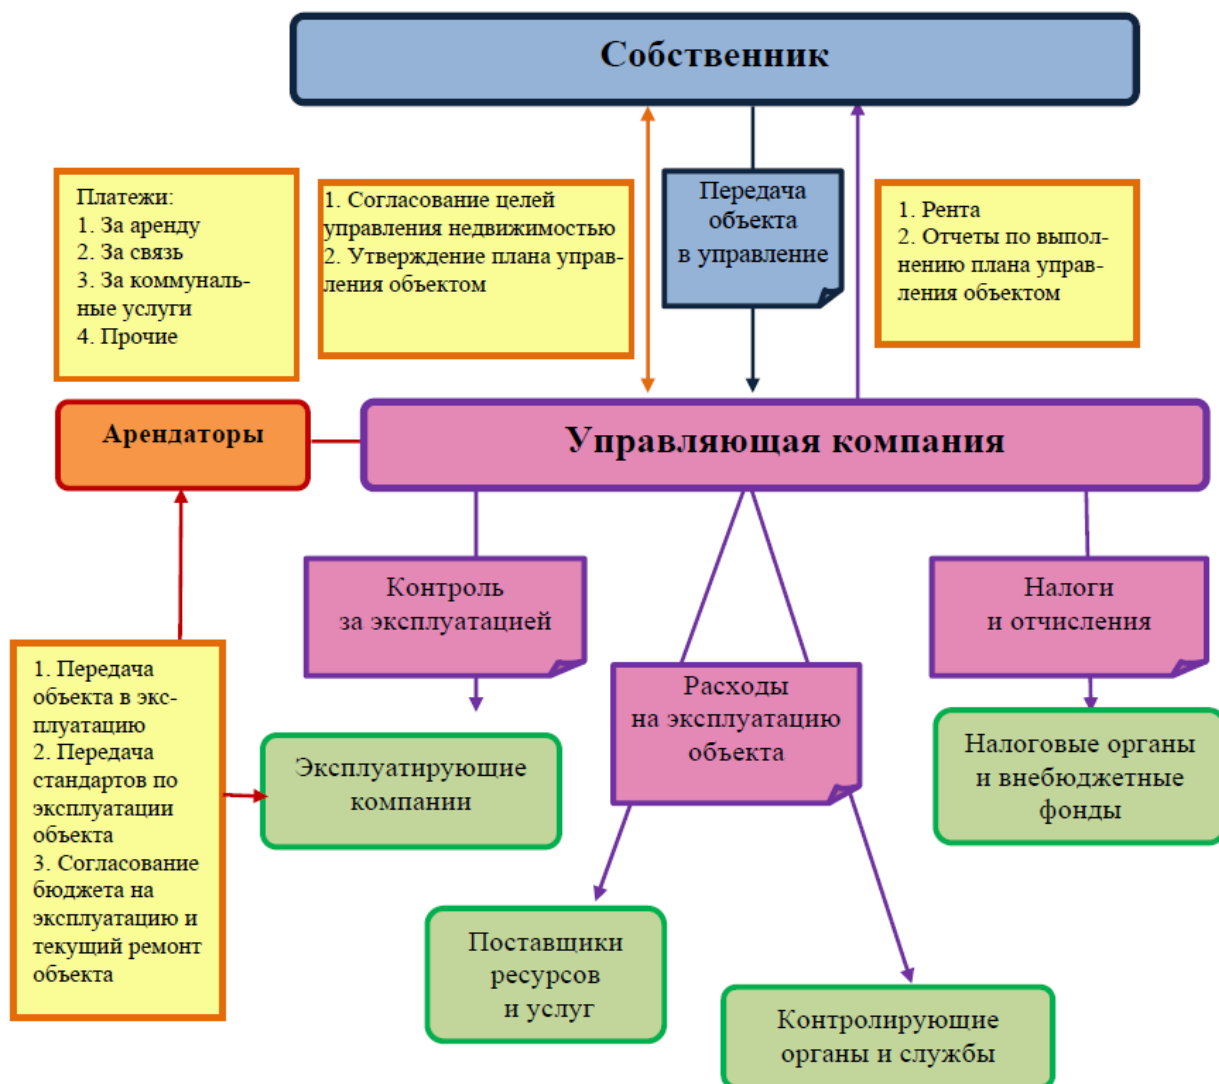 Собственник
Платежи:
1. За аренду
2. За связь
3. За коммуналь-
ные услуги
4. Прочие
1. Согласование целей
управления недвижимостью
2. Утверждение плана управ-
ления объектом
Передача
объекта
в управление
1. Рента
2. Отчеты по выпол-
нению плана управ-
ления объектом
Арендаторы
Управляющая компания
Контроль
за эксплуатацией
Налоги
и отчисления
1. Передача
объекта в экс-
плуатацию
2. Передача
стандартов по
эксплуатации
объекта
3. Согласование
бюджета на
эксплуатацию и
текущий ремонт
объекта
Расходы
на эксплуатацию
объекта
Эксплуатирующие
компании
Налоговые органы
и внебюджетные
фонды
Поставщики
ресурсов
и услуг
Контролирующие
органы и службы